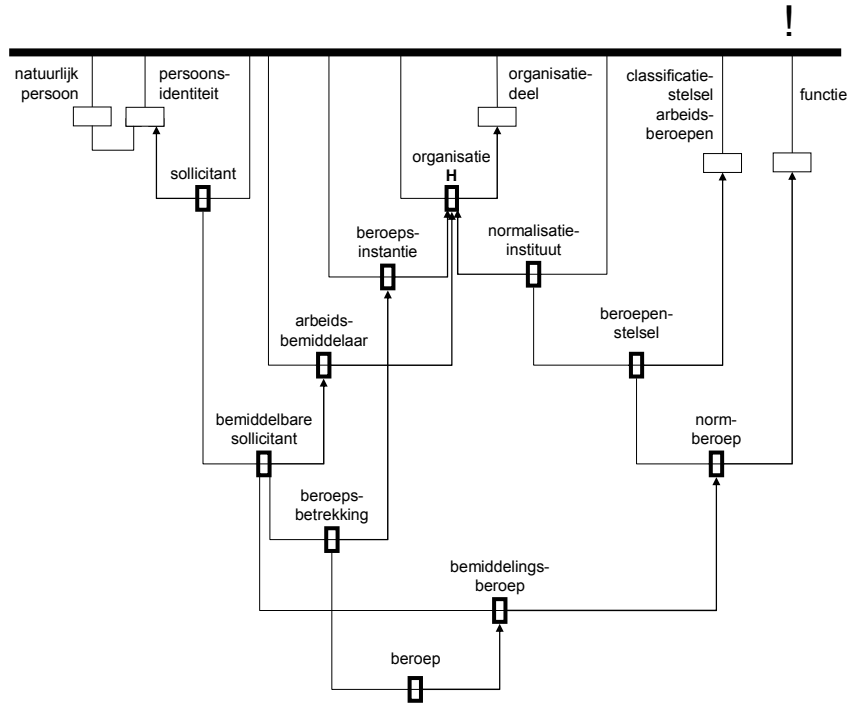 !
natuurlijk
persoon
persoons-
identiteit
organisatie-
deel
classificatie-
stelsel
arbeids-
beroepen
functie
sollicitant
organisatie
H
beroeps-
instantie
normalisatie-
instituut
arbeids-
bemiddelaar
beroepen-
stelsel
bemiddelbare
sollicitant
norm-
beroep
beroeps-
betrekking
bemiddelings-
beroep
beroep